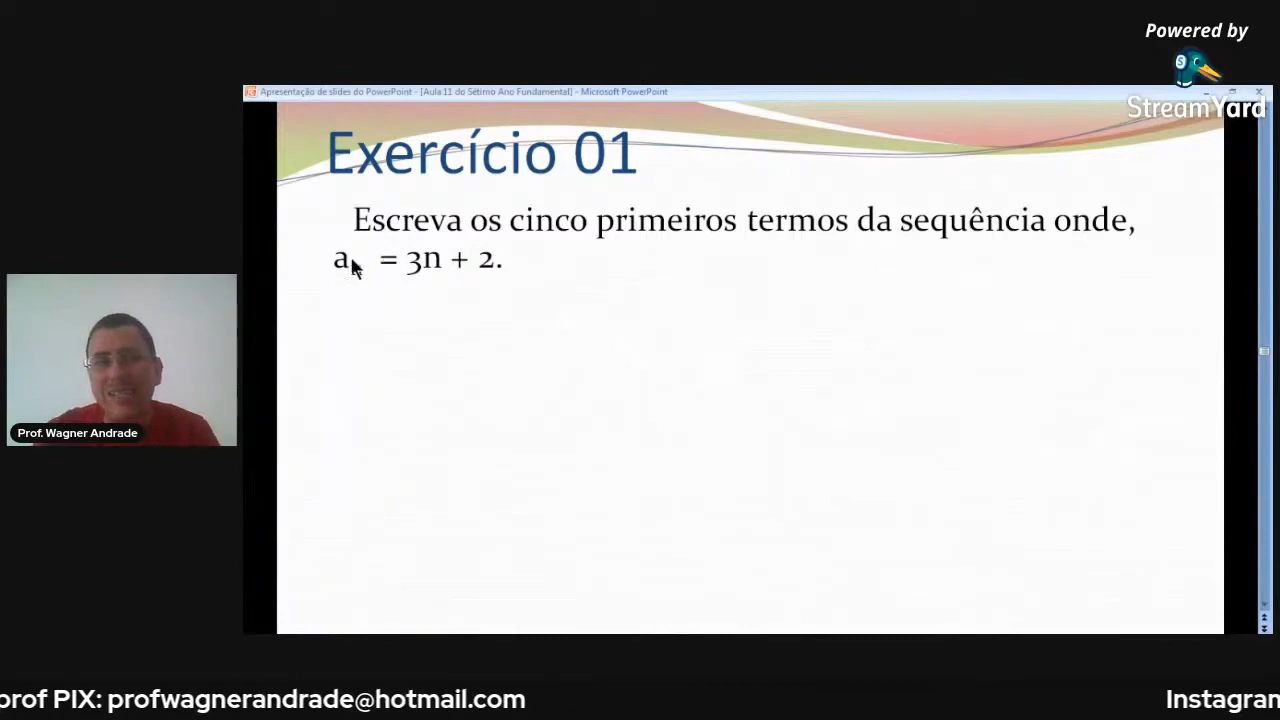 Powered by
StreamYard
Apresentação de slides do PowerPoint - [Aula 11 do Sétimo Ano Fundamental] - Microsoft PowerPoint
Exercício 01
Escreva os cinco primeiros termos da sequência onde,
a = 3n + 2.
Prof. Wagner Andrade
prof PIX: profwagnerandrade@hotmail.com
Instagran